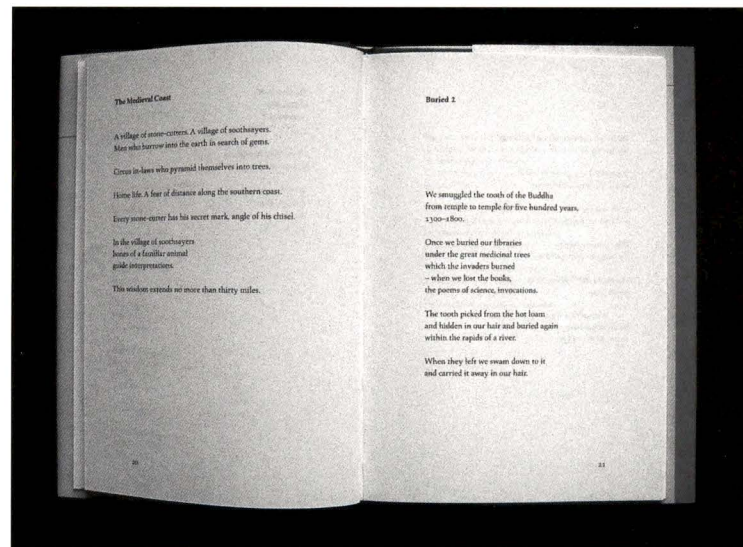 The Medieval Coast
A village of stone-cutters. A village of soothsayers.
Men who burrow into the earth in search of gems.
Circus in-laws who pyramid themselves into trees.
Home life. A fear of distance along the southern coast.
Every stone-cutter has his secret mark, angle of his chisel.
In the village of soothsayers
bones of a familiar animal
guide interpretations.
This wisdom extends no more than thirty miles.
20
Buried 2
We smuggled the tooth of the Buddha
from temple to temple for five hundred years,
1300–1800.
Once we buried our libraries
under the great medicinal trees
which the invaders burned
– when we lost the books,
the poems of science, invocations.
The tooth picked from the hot loam
and hidden in our hair and buried again
within the rapids of a river.
When they left we swam down to it
and carried it away in our hair.
21